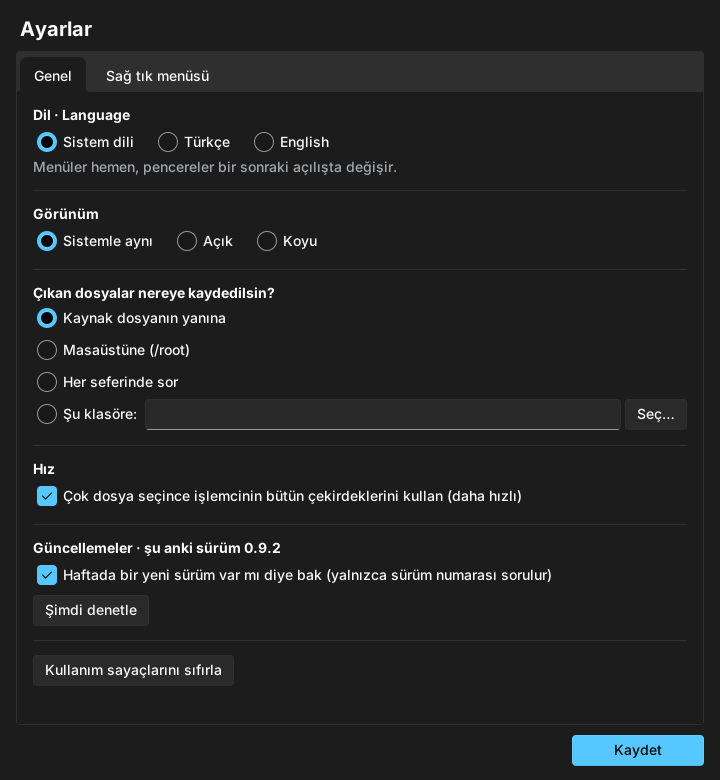 Ayarlar
Genel
Sağ tık menüsü
Dil · Language
Sistem dili
Türkçe
English
Menüler hemen, pencereler bir sonraki açılışta değişir.
Görünüm
Sistemle aynı
Açık
Koyu
Çıkan dosyalar nereye kaydedilsin?
Kaynak dosyanın yanına
Masaüstüne (/root)
Her seferinde sor
Şu klasöre:
Seç...
Hız
Çok dosya seçince işlemcinin bütün çekirdeklerini kullan (daha hızlı)
Güncellemeler · şu anki sürüm 0.9.2
Haftada bir yeni sürüm var mı diye bak (yalnızca sürüm numarası sorulur)
Şimdi denetle
Kullanım sayaçlarını sıfırla
Kaydet